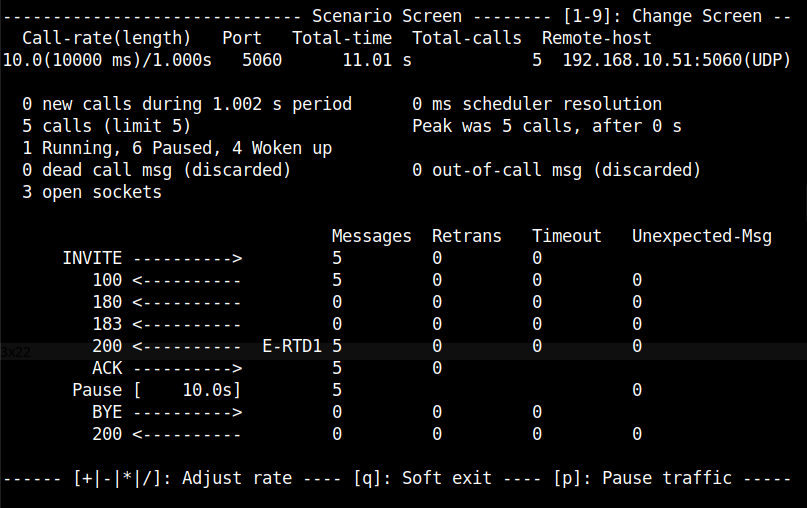 ------------------------------ Scenario Screen -------- [1-9]: Change Screen --
  Call-rate(length)   Port   Total-time  Total-calls  Remote-host
10.0(10000 ms)/1.000s   5060      11.01 s            5  192.168.10.51:5060(UDP)

  0 new calls during 1.002 s period      0 ms scheduler resolution
  5 calls (limit 5)                      Peak was 5 calls, after 0 s
  1 Running, 6 Paused, 4 Woken up
  0 dead call msg (discarded)            0 out-of-call msg (discarded)
  3 open sockets

                                 Messages  Retrans   Timeout   Unexpected-Msg
      INVITE ---------->         5         0         0
         100 <----------         5         0         0         0
         180 <----------         0         0         0         0
         183 <----------         0         0         0         0
3x22
         200 <----------  E-RTD1 5         0         0         0
         ACK ---------->         5         0
       Pause [    10.0s]         5                             0
         BYE ---------->         0         0         0
         200 <----------         0         0         0         0

------ [+|-|*|/]: Adjust rate ---- [q]: Soft exit ---- [p]: Pause traffic -----